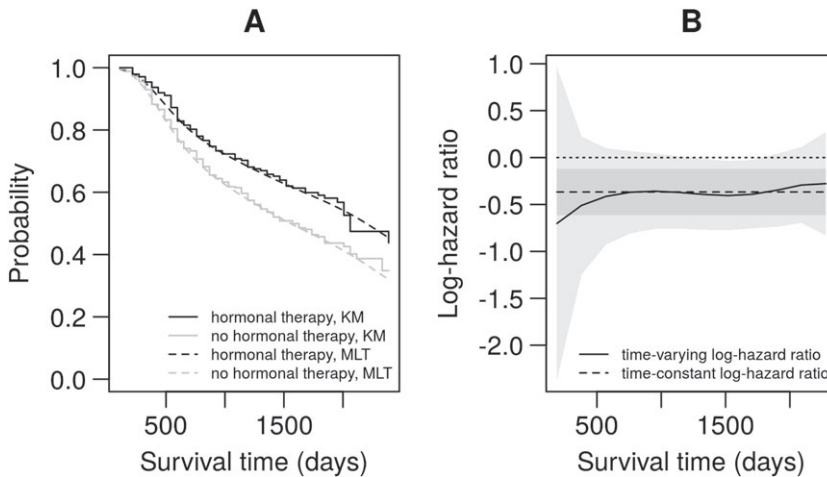 A
1.0
0.8
0.6
0.4
0.2
0.0
Probability
hormonal therapy, KM
no hormonal therapy, KM
hormonal therapy, MLT
no hormonal therapy, MLT
500
1500
Survival time (days)
B
1.0
0.5
0.0
-0.5
-1.0
-1.5
-2.0
Log-hazard ratio
time-varying log-hazard ratio
time-constant log-hazard ratio
500
1500
Survival time (days)